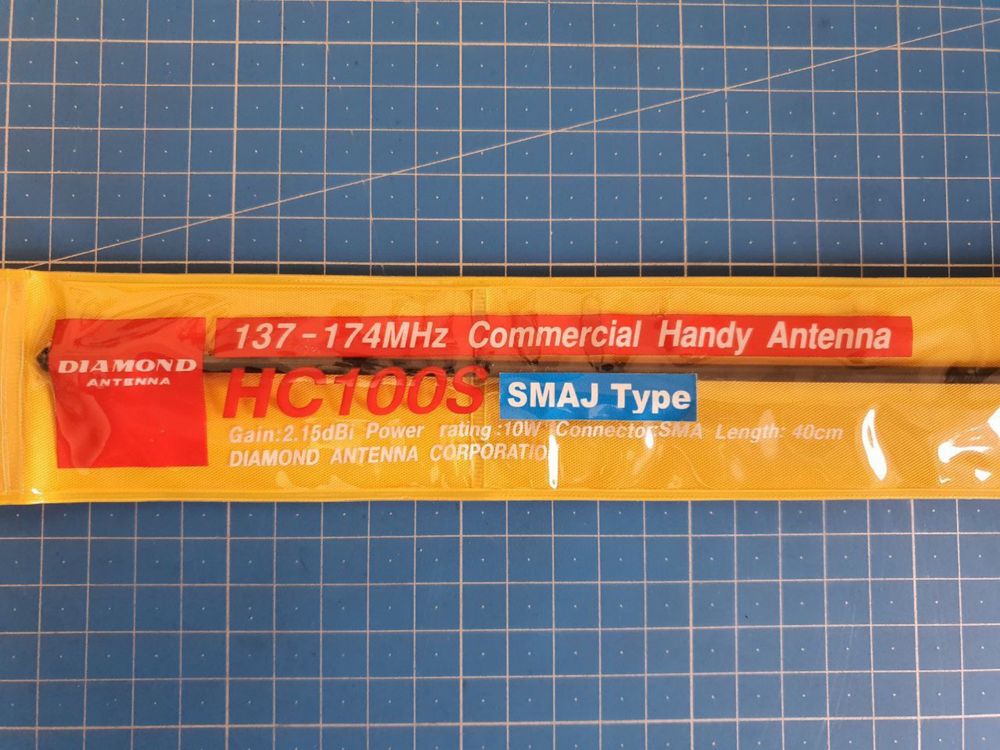 DIAMOND
ANTENNA
137-174MHz Commercial Handy Antenna
HC100S
SMAJ Type
Gain:2.15dBi Power rating:10W Connector:SMA Length: 40cm
DIAMOND ANTENNA CORPORATIO